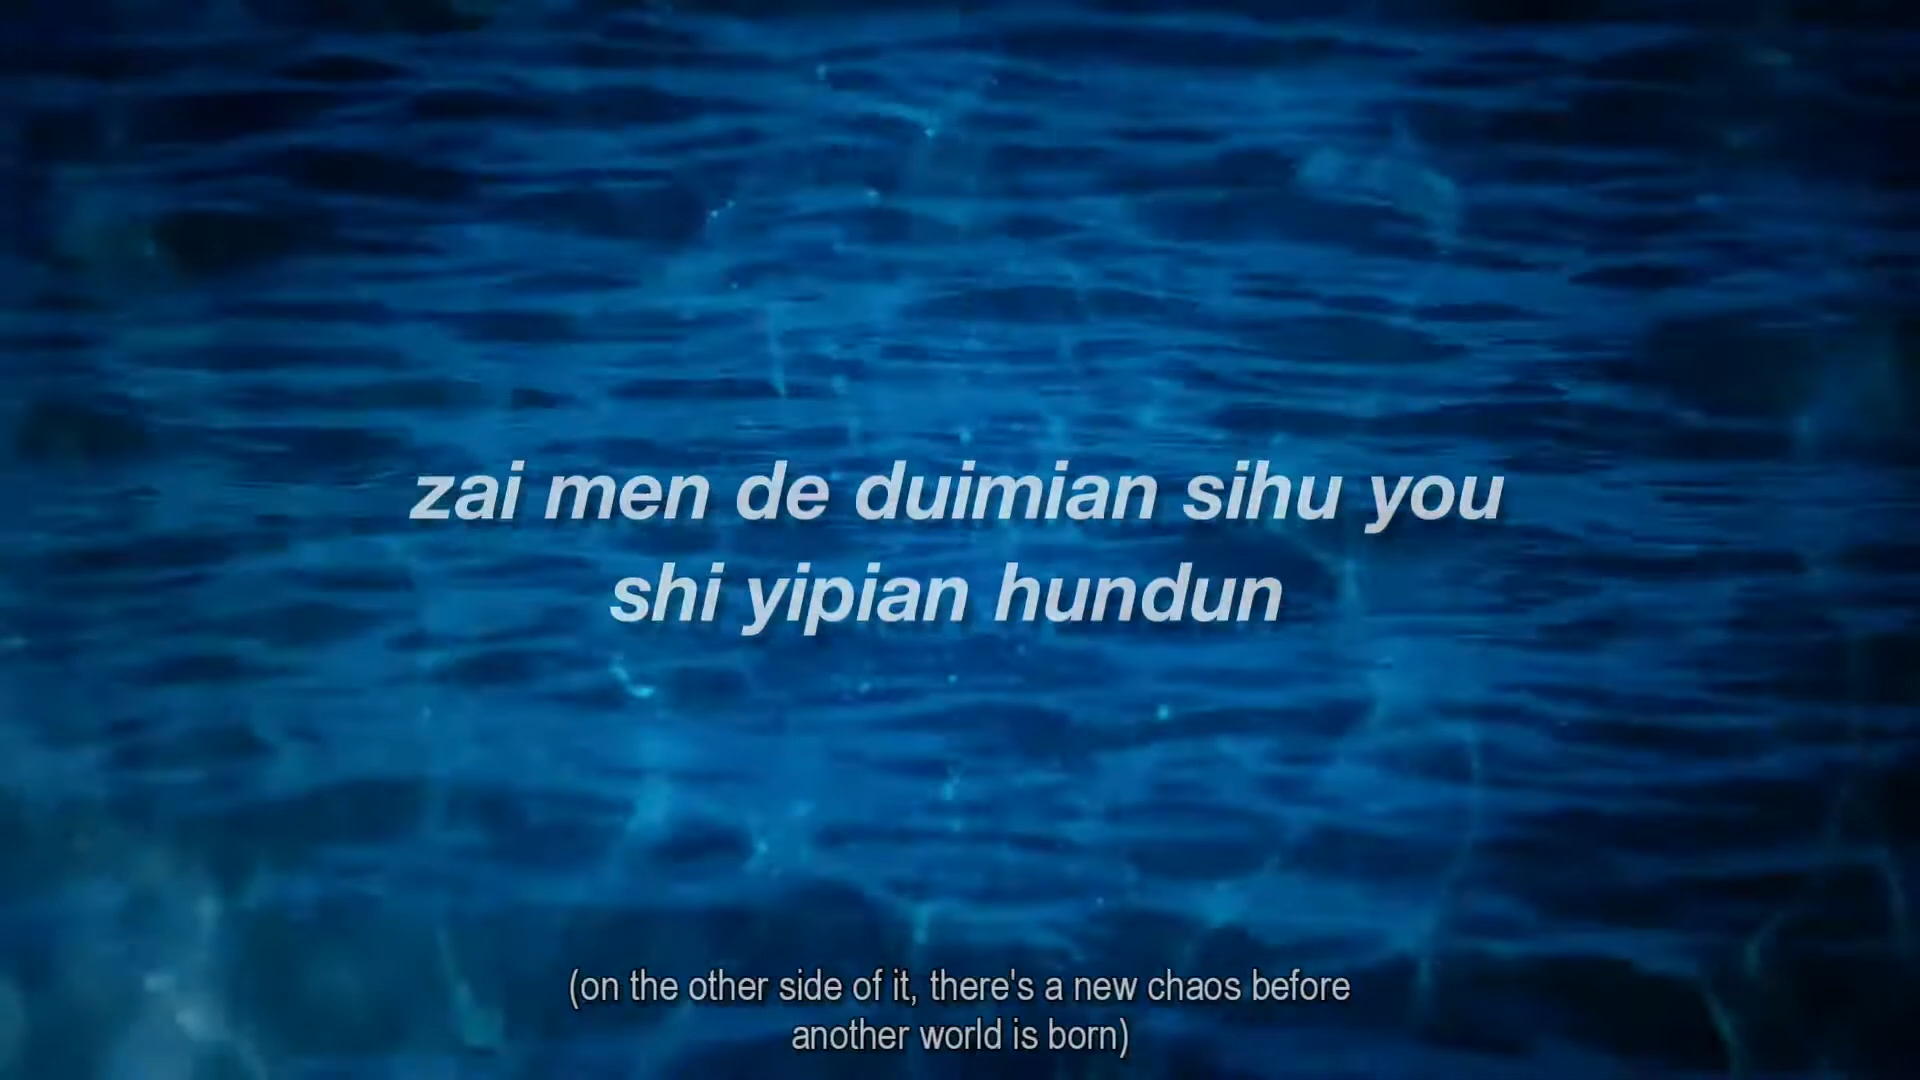 zai men de duimian sihu you
shi yipian hundun
(on the other side of it, there's a new chaos before
another world is born)